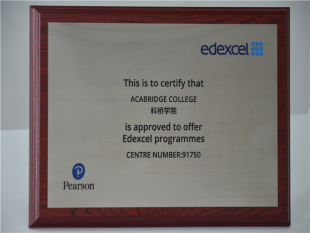 edexcel
This is to certify that
ACABRIDGE COLLEGE
科桥学院
is approved to offer
Edexcel programmes
CENTRE NUMBER:91750
P
Pearson